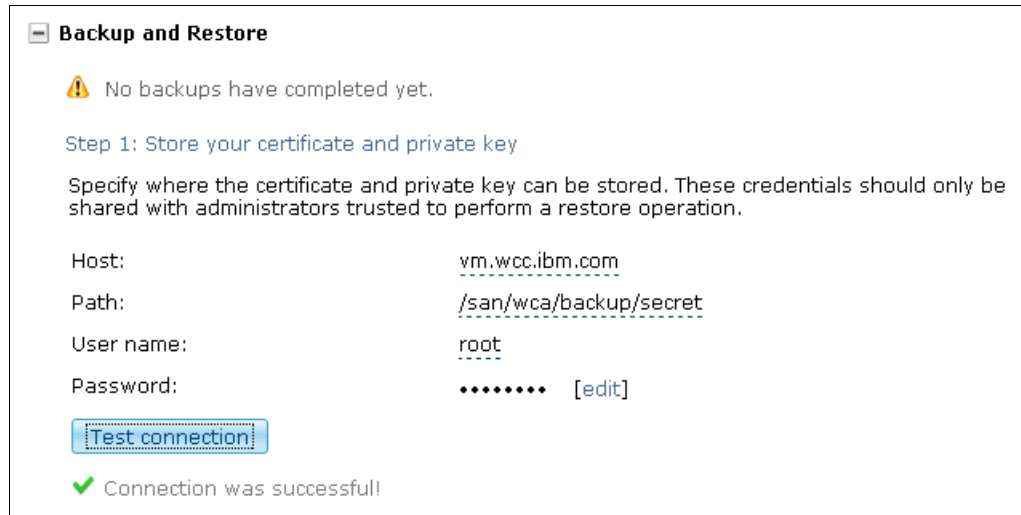 Backup and Restore
No backups have completed yet.
Step 1: Store your certificate and private key
Specify where the certificate and private key can be stored. These credentials should only be
shared with administrators trusted to perform a restore operation.
Host: vm.wcc.ibm.com
Path: /san/wca/backup/secret
User name: root
Password: •••••••• [edit]
Test connection
Connection was successful!